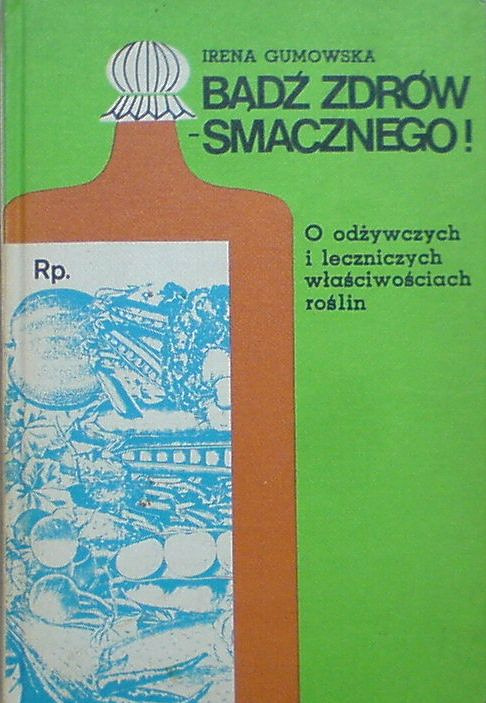 IRENA GUMOWSKA
BĄDŹ ZDRÓW
-SMACZNEGO!
O odżywczych
i leczniczych
właściwościach
roślin
Rp.